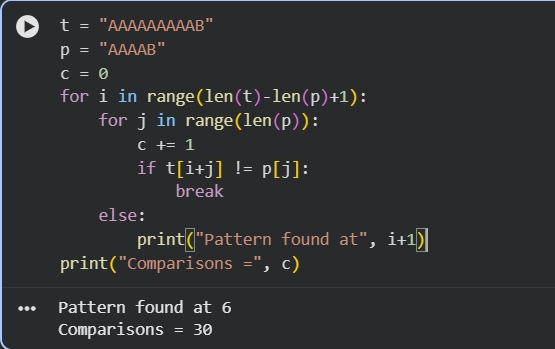 t = "AAAAAAAAAB"
p = "AAAAB"
c = 0
for i in range(len(t)-len(p)+1):
    for j in range(len(p)):
        c += 1
        if t[i+j] != p[j]:
            break
    else:
        print("Pattern found at", i+1)
print("Comparisons =", c)
Pattern found at 6
Comparisons = 30